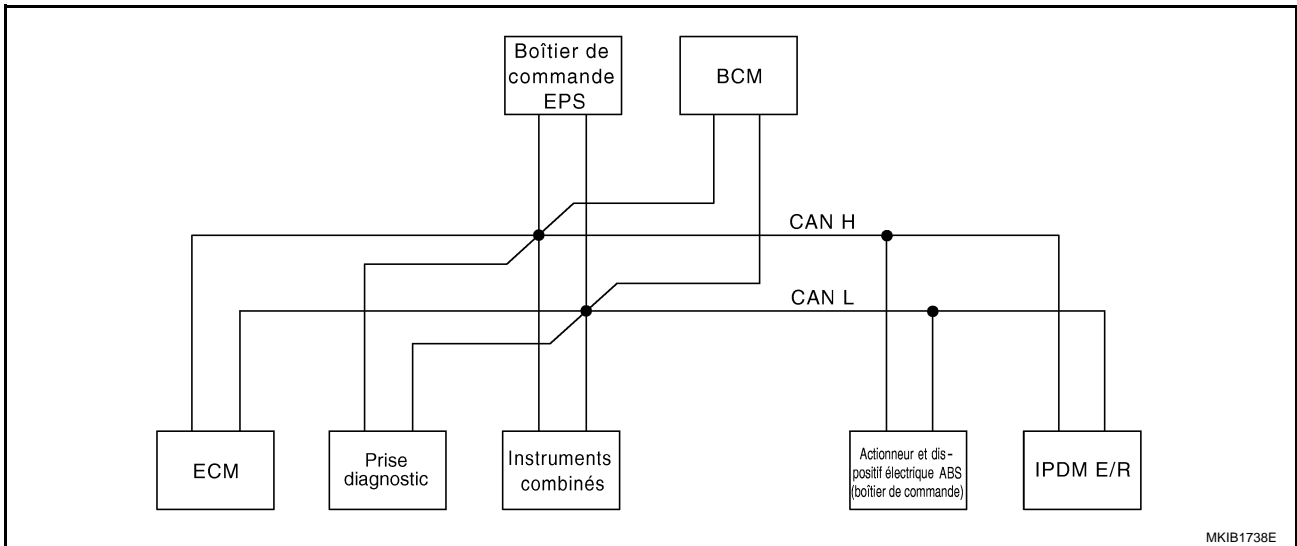 Boîtier de
commande
EPS
BCM
CAN H
CAN L
ECM
Prise
diagnostic
Instruments
combinés
Actionneur et dis-
positif électrique ABS
(boîtier de commande)
IPDM E/R
MKIB1738E